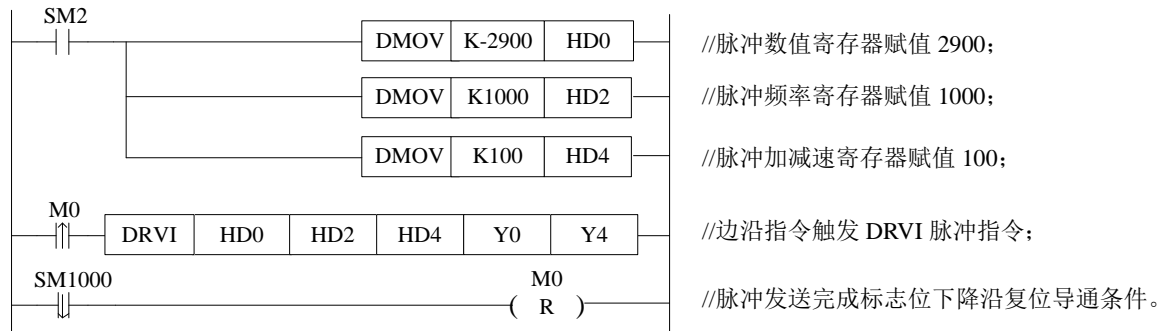 SM2
DMOV K-2900 HD0 //脉冲数值寄存器赋值 2900；
DMOV K1000 HD2 //脉冲频率寄存器赋值 1000；
DMOV K100 HD4 //脉冲加减速寄存器赋值 100；
M0
DRVI HD0 HD2 HD4 Y0 Y4 //边沿指令触发 DRVI 脉冲指令；
SM1000 M0
( R ) //脉冲发送完成标志位下降沿复位导通条件。